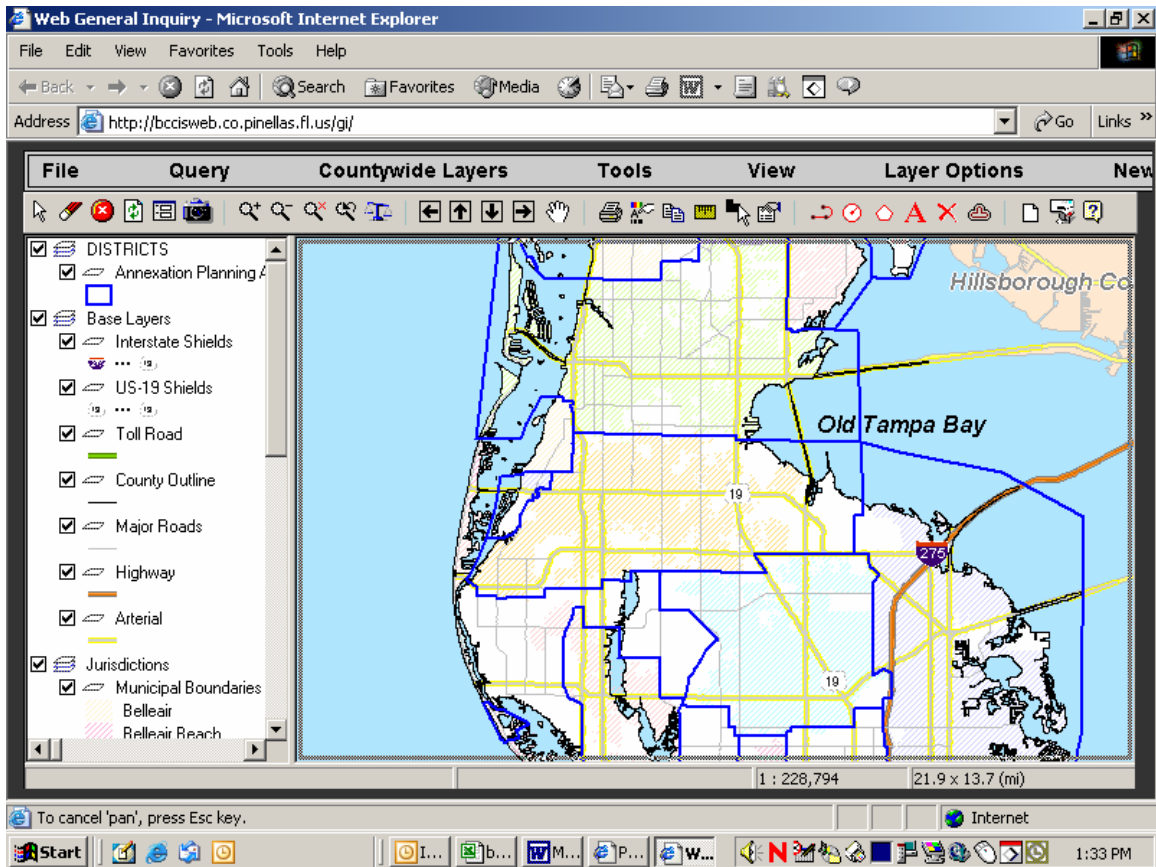 Web General Inquiry - Microsoft Internet Explorer
File Edit View Favorites Tools Help
Back Search Favorites Media
Address http://bccisweb.co.pinellas.fl.us/gi/ Go Links »
File Query Countywide Layers Tools View Layer Options New
DISTRICTS
Annexation Planning A
Base Layers
Interstate Shields
US-19 Shields
Toll Road
County Outline
Major Roads
Highway
Arterial
Jurisdictions
Municipal Boundaries
Belleair
Belleair Beach
Hillsborough Co
Old Tampa Bay
19
275
19
1 : 228,794 21.9 x 13.7 (mi)
To cancel 'pan', press Esc key. Internet
Start I... b... M... P... W... 1:33 PM